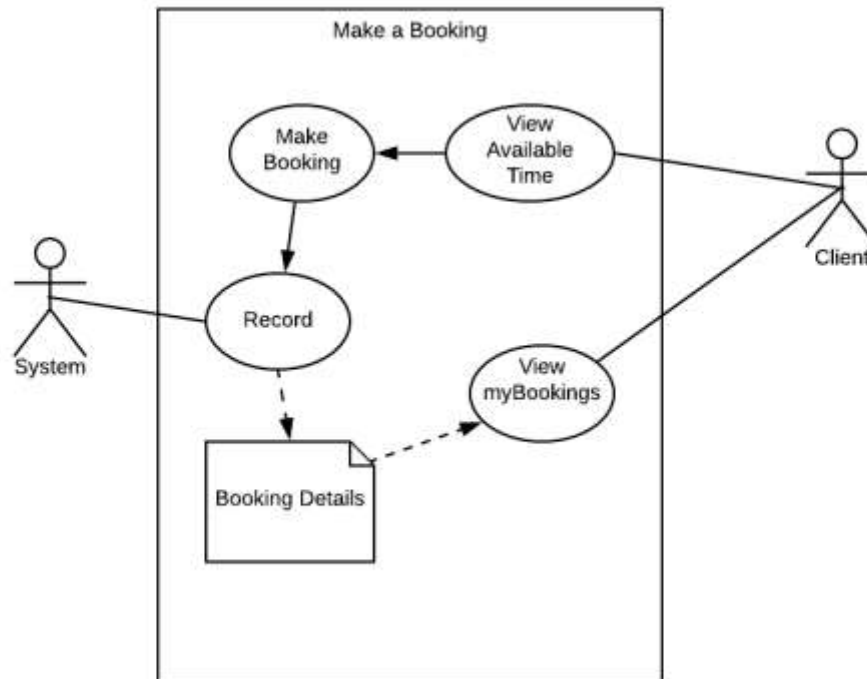 Make a Booking
Make
Booking
View
Available
Time
Client
Record
System
View
myBookings
Booking Details